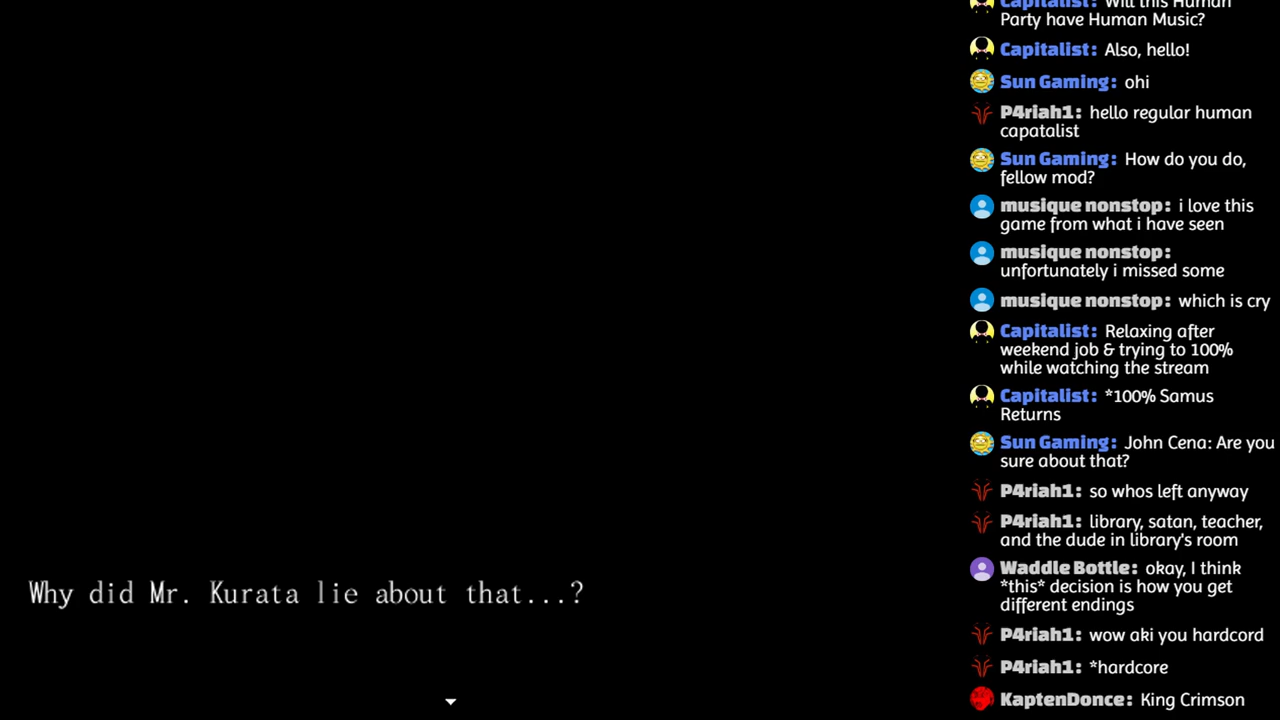 Capitalist: Will this Human
Party have Human Music?
Capitalist: Also, hello!
Sun Gaming: ohi
P4riah1: hello regular human
capatalist
Sun Gaming: How do you do,
fellow mod?
musique nonstop: i love this
game from what i have seen
musique nonstop:
unfortunately i missed some
musique nonstop: which is cry
Capitalist: Relaxing after
weekend job & trying to 100%
while watching the stream
Capitalist: *100% Samus
Returns
Sun Gaming: John Cena: Are you
sure about that?
P4riah1: so whos left anyway
P4riah1: library, satan, teacher,
and the dude in library's room
Waddle Bottle: okay, I think
*this* decision is how you get
different endings
P4riah1: wow aki you hardcord
P4riah1: *hardcore
KaptenDonce: King Crimson
Why did Mr. Kurata lie about that...?